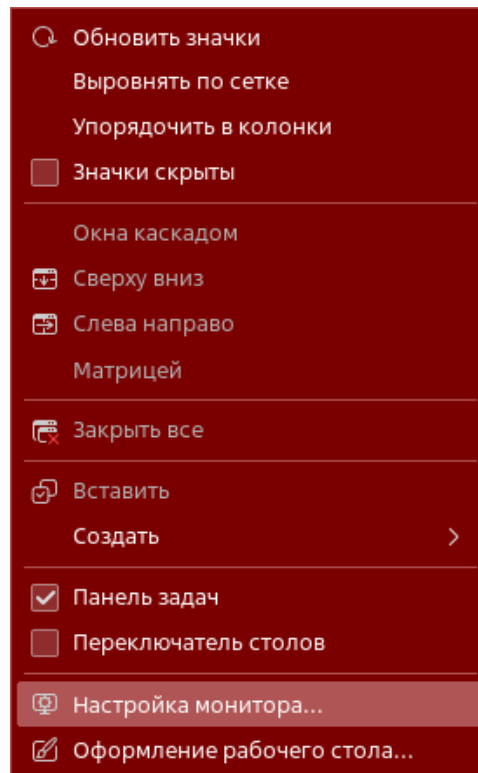 Обновить значки
Выровнять по сетке
Упорядочить в колонки
Значки скрыты
Окна каскадом
Сверху вниз
Слева направо
Матрицей
Закрыть все
Вставить
Создать
Панель задач
Переключатель столов
Настройка монитора...
Оформление рабочего стола...